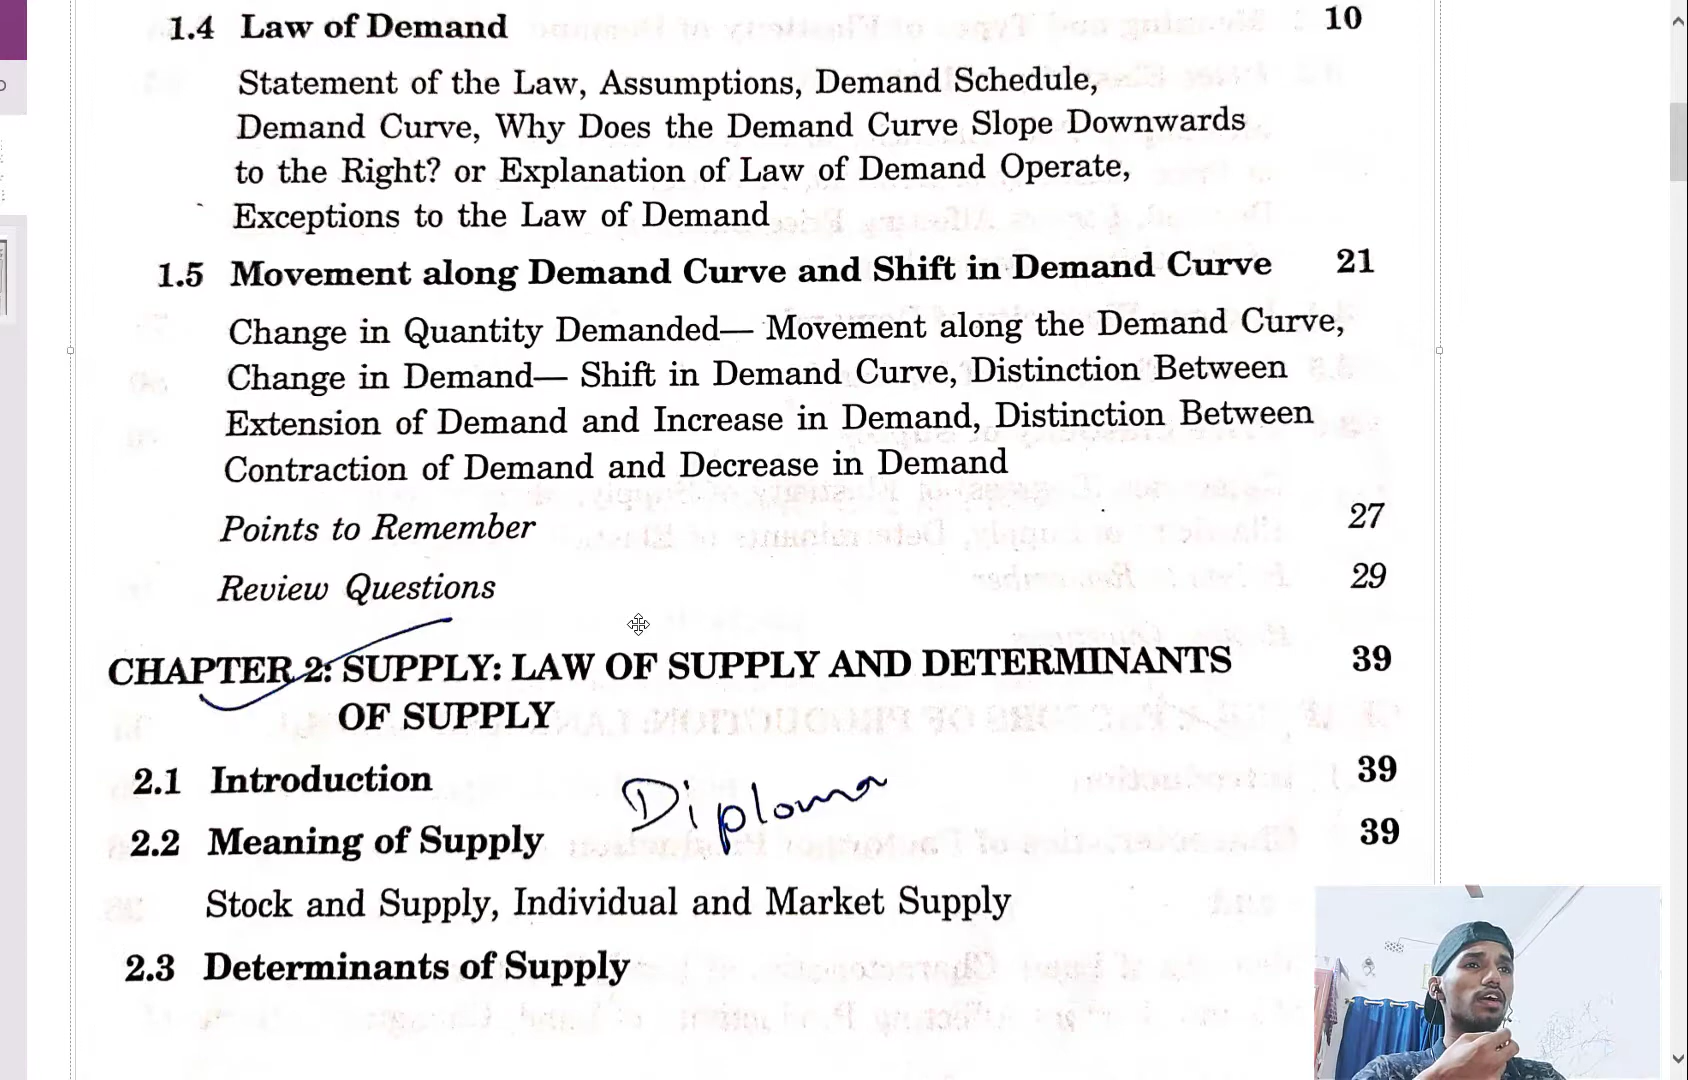 1.4 Law of Demand 10
Statement of the Law, Assumptions, Demand Schedule,
Demand Curve, Why Does the Demand Curve Slope Downwards
to the Right? or Explanation of Law of Demand Operate,
Exceptions to the Law of Demand
1.5 Movement along Demand Curve and Shift in Demand Curve 21
Change in Quantity Demanded— Movement along the Demand Curve,
Change in Demand— Shift in Demand Curve, Distinction Between
Extension of Demand and Increase in Demand, Distinction Between
Contraction of Demand and Decrease in Demand
Points to Remember 27
Review Questions 29
CHAPTER 2: SUPPLY: LAW OF SUPPLY AND DETERMINANTS 39
OF SUPPLY
2.1 Introduction 39
Diploma
2.2 Meaning of Supply 39
Stock and Supply, Individual and Market Supply
2.3 Determinants of Supply